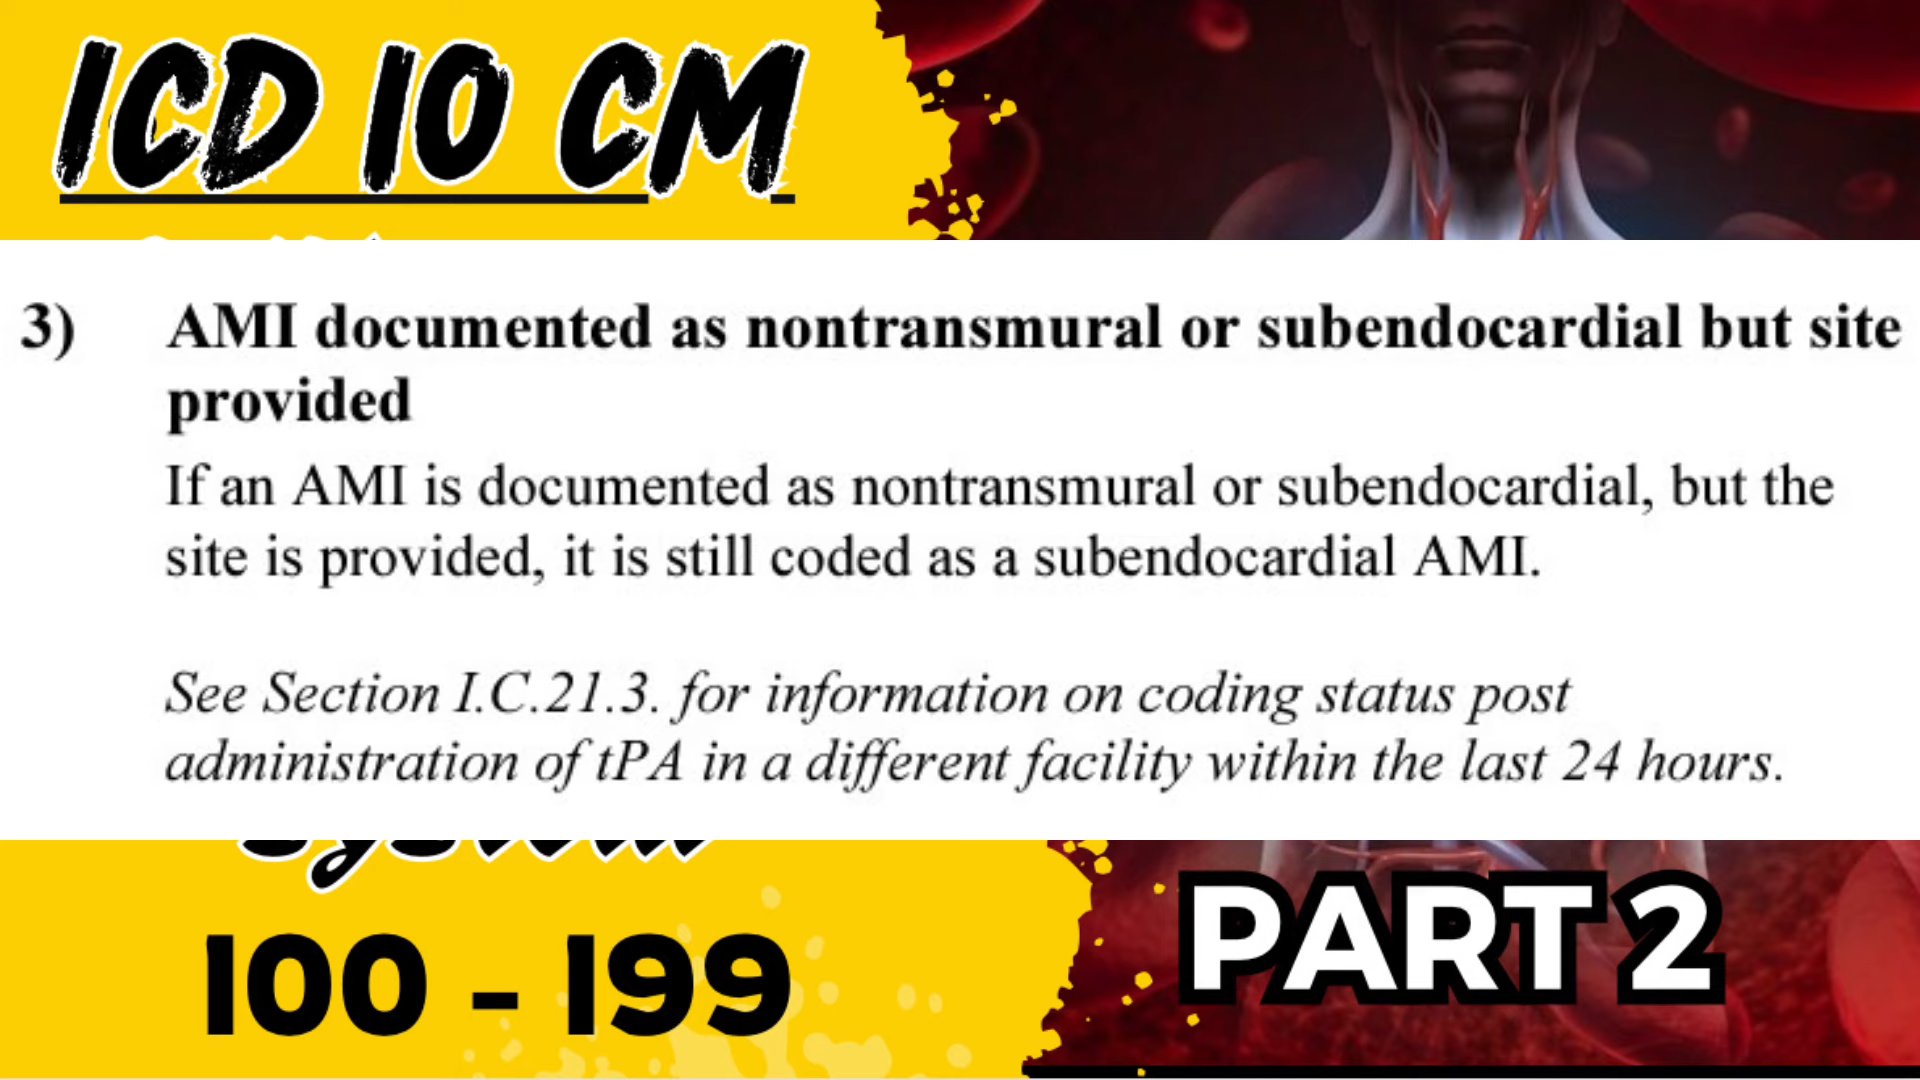 ICD 10 CM
3) AMI documented as nontransmural or subendocardial but site
provided
If an AMI is documented as nontransmural or subendocardial, but the
site is provided, it is still coded as a subendocardial AMI.
See Section I.C.21.3. for information on coding status post
administration of tPA in a different facility within the last 24 hours.
I00 - I99
PART 2